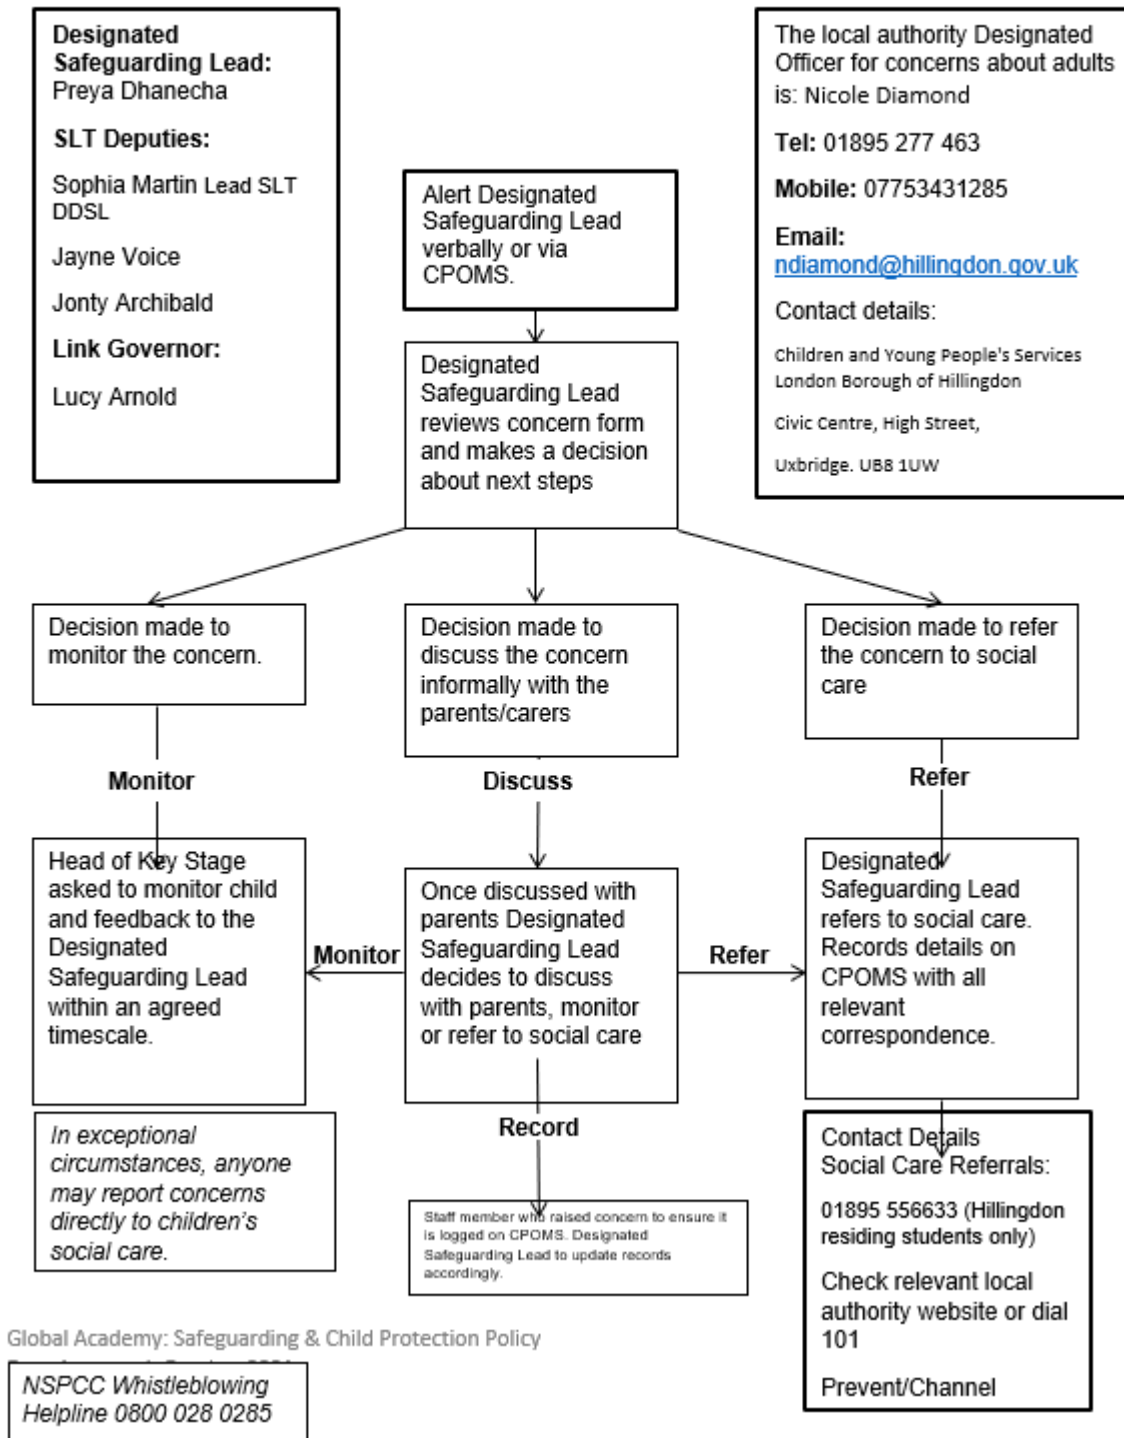 Designated
Safeguarding Lead:
Preya Dhanecha
SLT Deputies:
Sophia Martin Lead SLT
DDSL
Jayne Voice
Jonty Archibald
Link Governor:
Lucy Arnold
The local authority Designated
Officer for concerns about adults
is: Nicole Diamond
Tel: 01895 277 463
Mobile: 07753431285
Email:
ndiamond@hillingdon.gov.uk
Contact details:
Children and Young People's Services
London Borough of Hillingdon
Civic Centre, High Street,
Uxbridge. UB8 1UW
Alert Designated
Safeguarding Lead
verbally or via
CPOMS.
Designated
Safeguarding Lead
reviews concern form
and makes a decision
about next steps
Decision made to
monitor the concern.
Decision made to
discuss the concern
informally with the
parents/carers
Decision made to refer
the concern to social
care
Monitor
Discuss
Refer
Head of Key Stage
asked to monitor child
and feedback to the
Designated
Safeguarding Lead
within an agreed
timescale.
Monitor
Once discussed with
parents Designated
Safeguarding Lead
decides to discuss
with parents, monitor
or refer to social care
Refer
Designated
Safeguarding Lead
refers to social care.
Records details on
CPOMS with all
relevant
correspondence.
In exceptional
circumstances, anyone
may report concerns
directly to children's
social care.
Record
Staff member who raised concern to ensure it
is logged on CPOMS. Designated
Safeguarding Lead to update records
accordingly.
Contact Details
Social Care Referrals:
01895 556633 (Hillingdon
residing students only)
Check relevant local
authority website or dial
101
Prevent/Channel
Global Academy: Safeguarding & Child Protection Policy
NSPCC Whistleblowing
Helpline 0800 028 0285